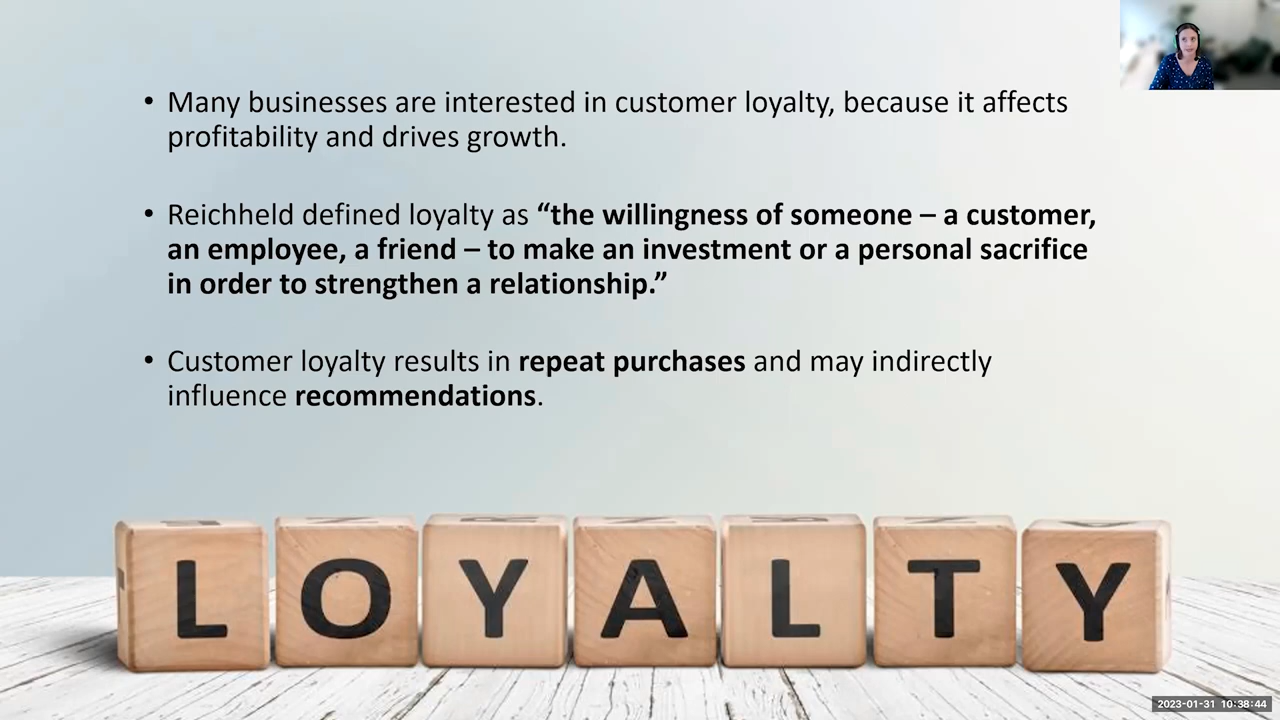 • Many businesses are interested in customer loyalty, because it affects
profitability and drives growth.
• Reichheld defined loyalty as “the willingness of someone – a customer,
an employee, a friend – to make an investment or a personal sacrifice
in order to strengthen a relationship.”
• Customer loyalty results in repeat purchases and may indirectly
influence recommendations.
LOYALTY
2023-01-31 10:38:44